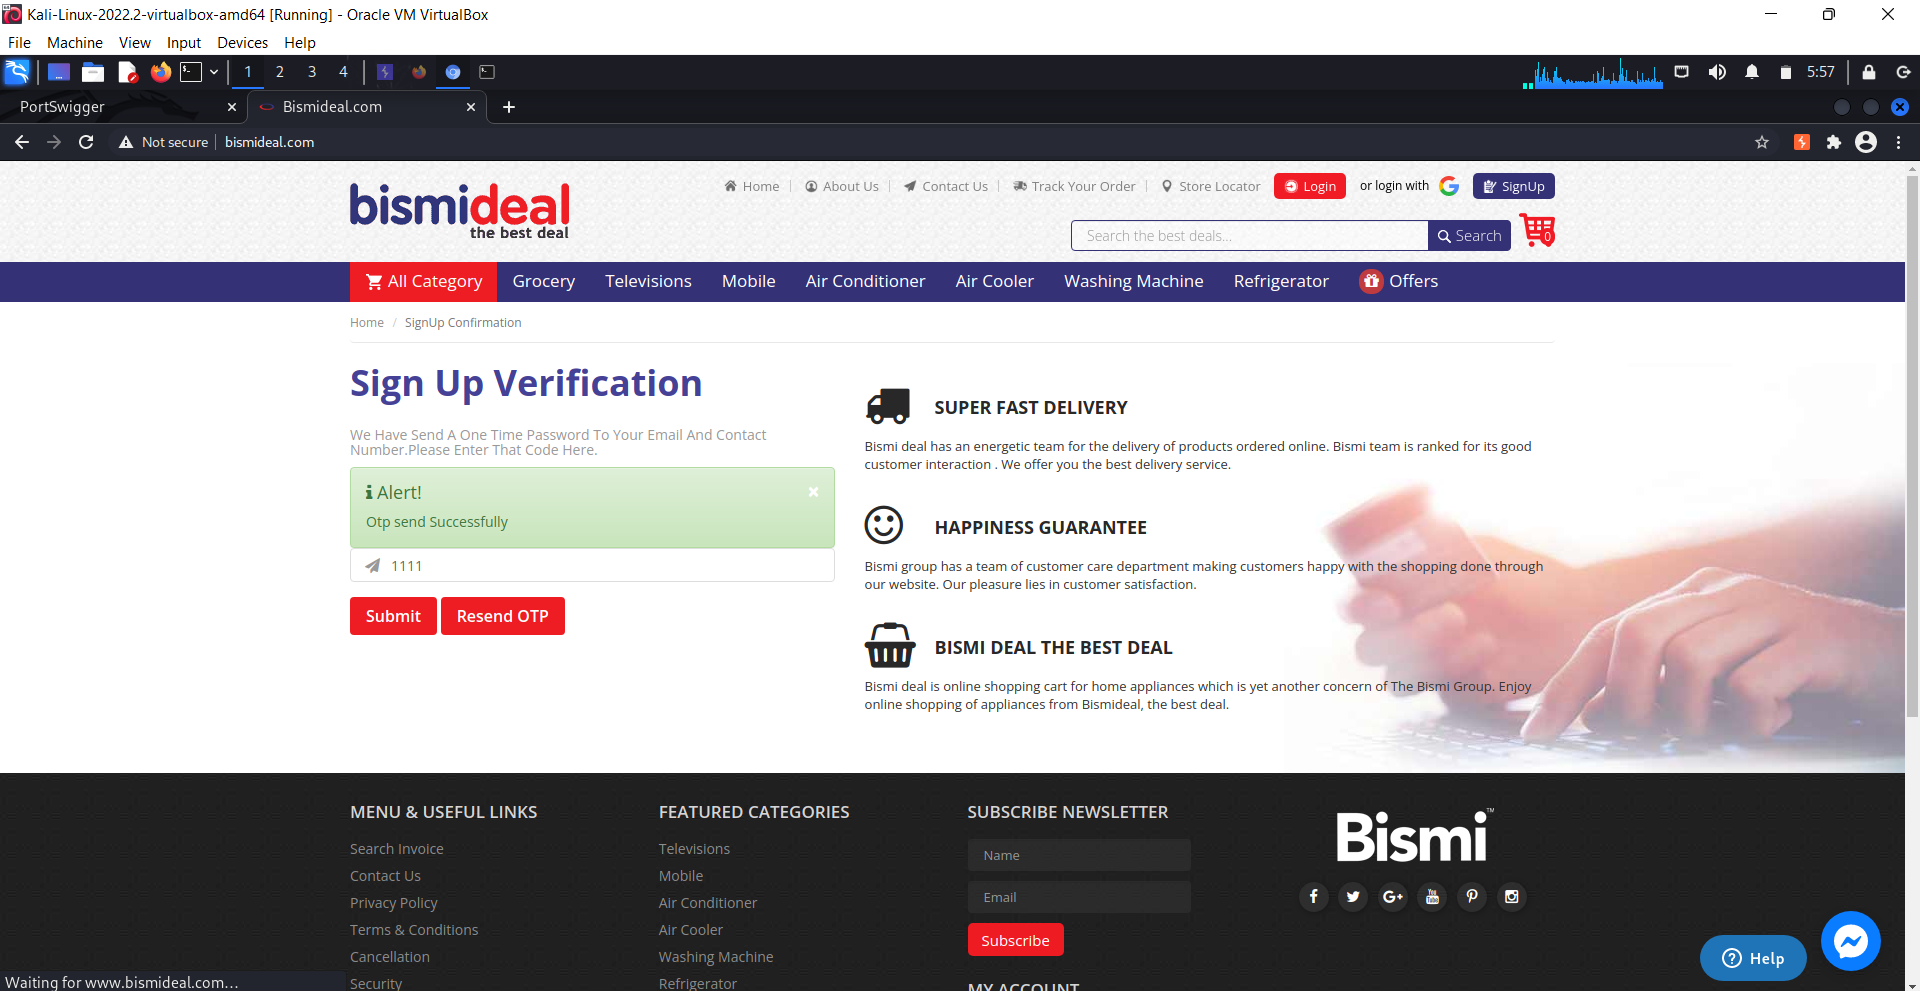 Kali-Linux-2022.2-virtualbox-amd64 [Running] - Oracle VM VirtualBox
File Machine View Input Devices Help
1 2 3 4 5:57
PortSwigger Bismideal.com
Not secure bismideal.com
Home About Us Contact Us Track Your Order Store Locator Login or login with SignUp
bismideal
the best deal
Search the best deals... Search 0
All Category Grocery Televisions Mobile Air Conditioner Air Cooler Washing Machine Refrigerator Offers
Home / SignUp Confirmation
Sign Up Verification
We Have Send A One Time Password To Your Email And Contact
Number.Please Enter That Code Here.
Alert!
Otp send Successfully
1111
Submit Resend OTP
SUPER FAST DELIVERY
Bismi deal has an energetic team for the delivery of products ordered online. Bismi team is ranked for its good
customer interaction . We offer you the best delivery service.
HAPPINESS GUARANTEE
Bismi group has a team of customer care department making customers happy with the shopping done through
our website. Our pleasure lies in customer satisfaction.
BISMI DEAL THE BEST DEAL
Bismi deal is online shopping cart for home appliances which is yet another concern of The Bismi Group. Enjoy
online shopping of appliances from Bismideal, the best deal.
MENU & USEFUL LINKS
Search Invoice
Contact Us
Privacy Policy
Terms & Conditions
Cancellation
Security
FEATURED CATEGORIES
Televisions
Mobile
Air Conditioner
Air Cooler
Washing Machine
Refrigerator
SUBSCRIBE NEWSLETTER
Name
Email
Subscribe
MY ACCOUNT
Bismi™
Help
Waiting for www.bismideal.com...